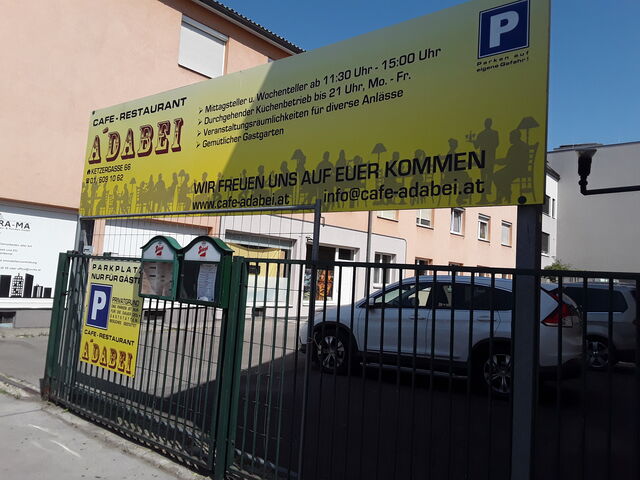 CAFE-RESTAURANT
A´DABEI
KETZERGASSE 66
01/ 609 10 62
Mittagsteller u. Wochenteller ab 11:30 Uhr - 15:00 Uhr
Durchgehender Küchenbetrieb bis 21 Uhr, Mo. - Fr.
Veranstaltungsräumlichkeiten für diverse Anlässe
Gemütlicher Gastgarten
P
Parken auf
eigene Gefahr!
WIR FREUEN UNS AUF EUER KOMMEN
www.cafe-adabei.at info@cafe-adabei.at
RA-MA
PARKPLATZ
NUR FÜR GÄSTE
P
PRIVATGRUND
CAFE-RESTAURANT
A´DABEI